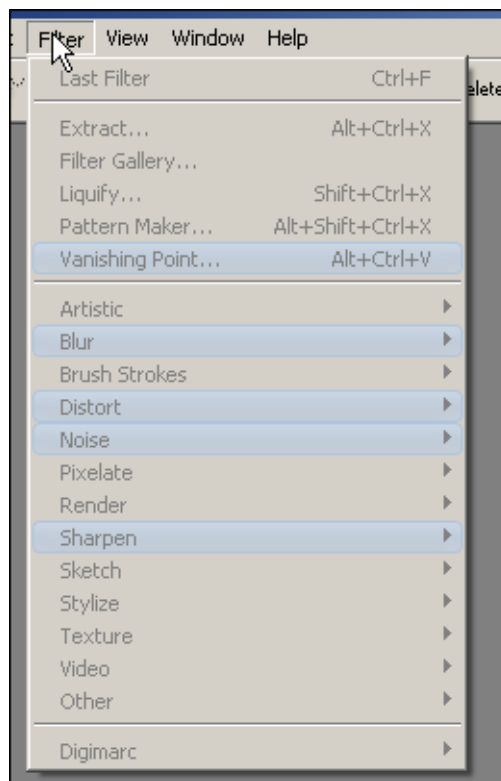 Filter View Window Help
elete
Last Filter Ctrl+F
Extract... Alt+Ctrl+X
Filter Gallery...
Liquify... Shift+Ctrl+X
Pattern Maker... Alt+Shift+Ctrl+X
Vanishing Point... Alt+Ctrl+V
Artistic
Blur
Brush Strokes
Distort
Noise
Pixelate
Render
Sharpen
Sketch
Stylize
Texture
Video
Other
Digimarc